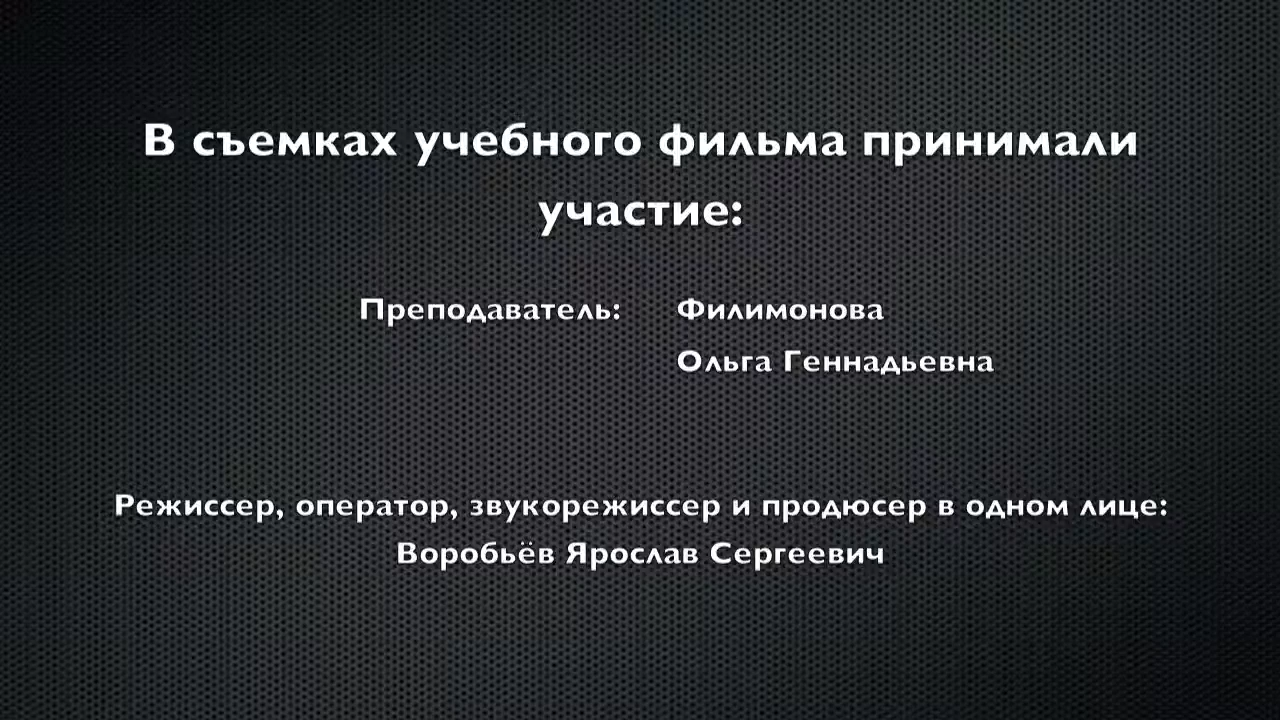 В съемках учебного фильма принимали
участие:
Преподаватель: Филимонова
Ольга Геннадьевна
Режиссер, оператор, звукорежиссер и продюсер в одном лице:
Воробьёв Ярослав Сергеевич